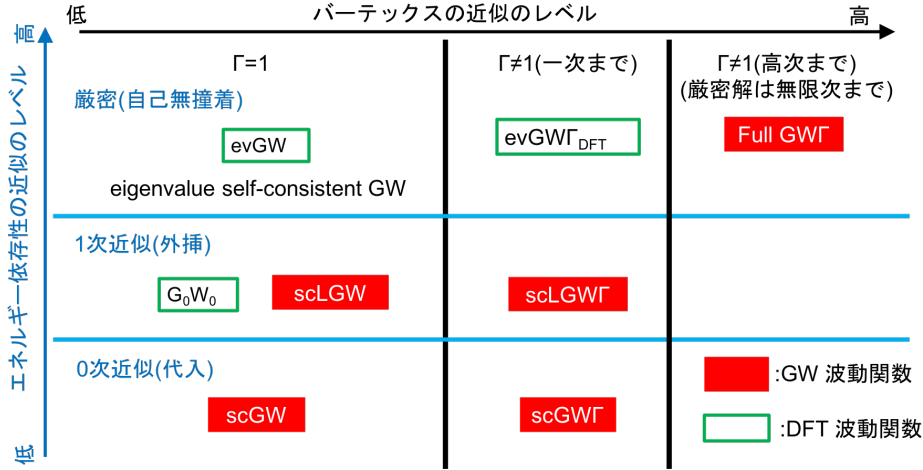 バーテックスの近似のレベル
低
高
エネルギー依存性の近似のレベル
高
低
Γ=1
Γ≠1(一次まで)
Γ≠1(高次まで)
(厳密解は無限次まで)
厳密(自己無撞着)
evGW
evGWΓDFT
Full GWΓ
eigenvalue self-consistent GW
1次近似(外挿)
G0W0
scLGW
scLGWΓ
0次近似(代入)
scGW
scGWΓ
:GW 波動関数
:DFT 波動関数